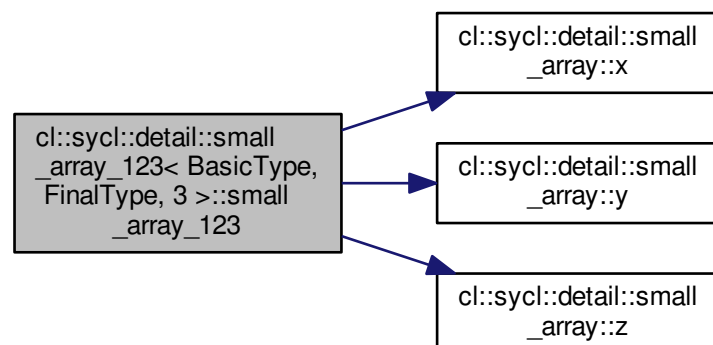 cl::sycl::detail::small
_array_123< BasicType,
FinalType, 3 >::small
_array_123
cl::sycl::detail::small
_array::x
cl::sycl::detail::small
_array::y
cl::sycl::detail::small
_array::z